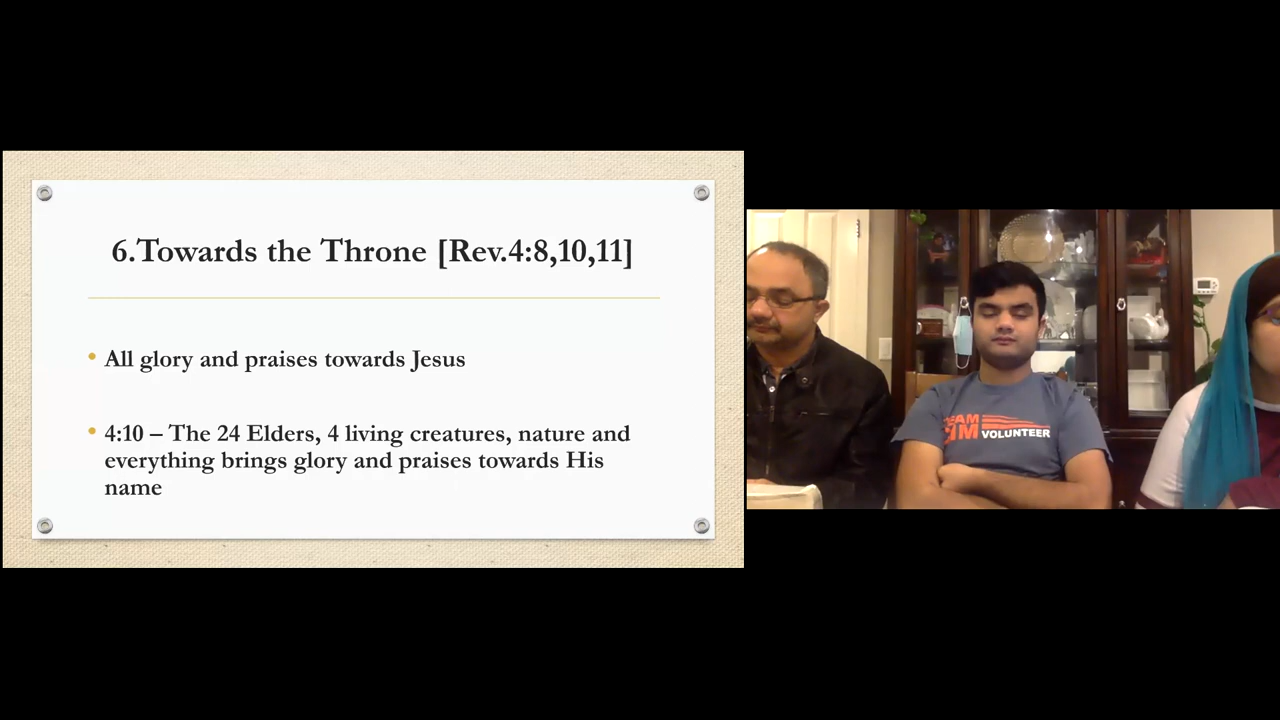 6.Towards the Throne [Rev.4:8,10,11]
• All glory and praises towards Jesus
• 4:10 – The 24 Elders, 4 living creatures, nature and
everything brings glory and praises towards His
name
VOLUNTEER